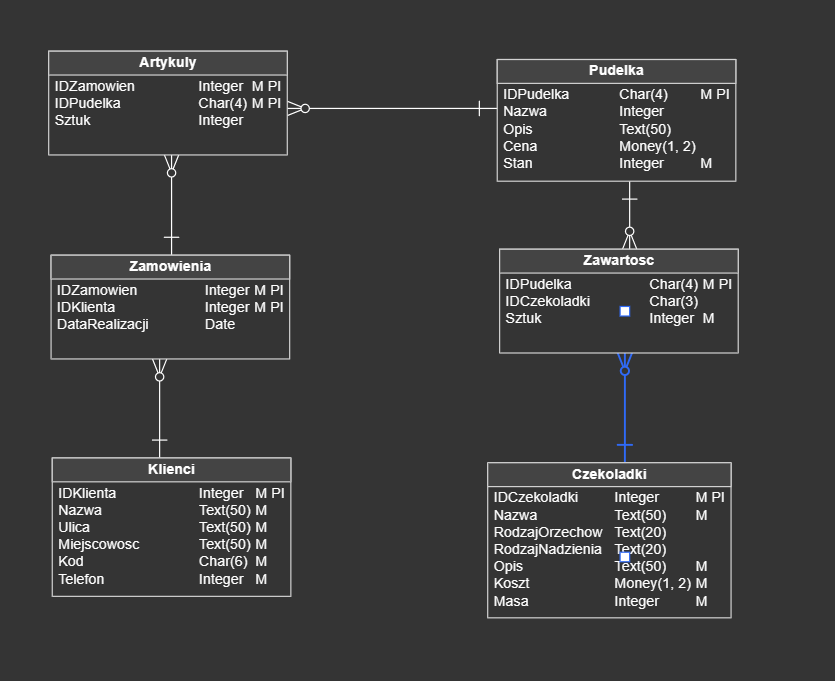 Artykuly
IDZamowien Integer M PI
IDPudelka Char(4) M PI
Sztuk Integer
Pudelka
IDPudelka Char(4) M PI
Nazwa Integer
Opis Text(50)
Cena Money(1, 2)
Stan Integer M
Zamowienia
IDZamowien Integer M PI
IDKlienta Integer M PI
DataRealizacji Date
Zawartosc
IDPudelka Char(4) M PI
IDCzekoladki Char(3)
Sztuk Integer M
Klienci
IDKlienta Integer M PI
Nazwa Text(50) M
Ulica Text(50) M
Miejscowosc Text(50) M
Kod Char(6) M
Telefon Integer M
Czekoladki
IDCzekoladki Integer M PI
Nazwa Text(50) M
RodzajOrzechow Text(20)
RodzajNadzienia Text(20)
Opis Text(50) M
Koszt Money(1, 2) M
Masa Integer M